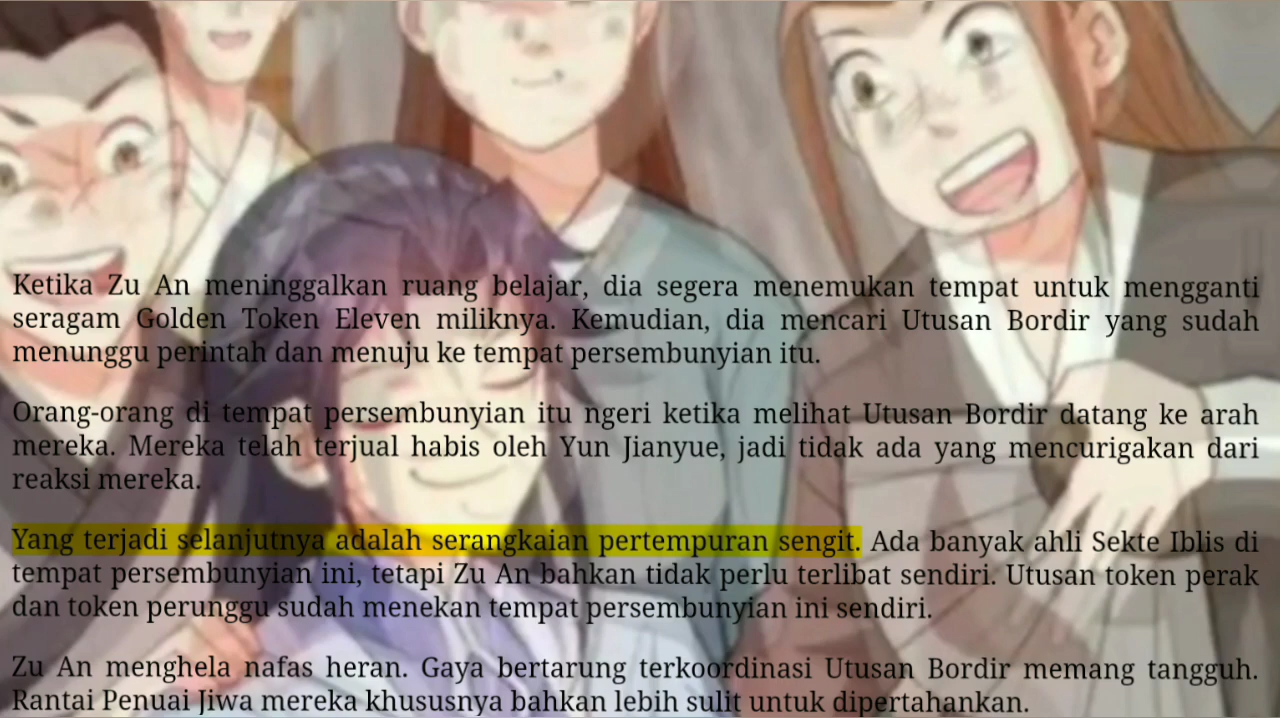 Ketika Zu An meninggalkan ruang belajar, dia segera menemukan tempat untuk mengganti
seragam Golden Token Eleven miliknya. Kemudian, dia mencari Utusan Bordir yang sudah
menunggu perintah dan menuju ke tempat persembunyian itu.
Orang-orang di tempat persembunyian itu ngeri ketika melihat Utusan Bordir datang ke arah
mereka. Mereka telah terjual habis oleh Yun Jianyue, jadi tidak ada yang mencurigakan dari
reaksi mereka.
Yang terjadi selanjutnya adalah serangkaian pertempuran sengit. Ada banyak ahli Sekte Iblis di
tempat persembunyian ini, tetapi Zu An bahkan tidak perlu terlibat sendiri. Utusan token perak
dan token perunggu sudah menekan tempat persembunyian ini sendiri.
Zu An menghela nafas heran. Gaya bertarung terkoordinasi Utusan Bordir memang tangguh.
Rantai Penuai Jiwa mereka khususnya bahkan lebih sulit untuk dipertahankan.